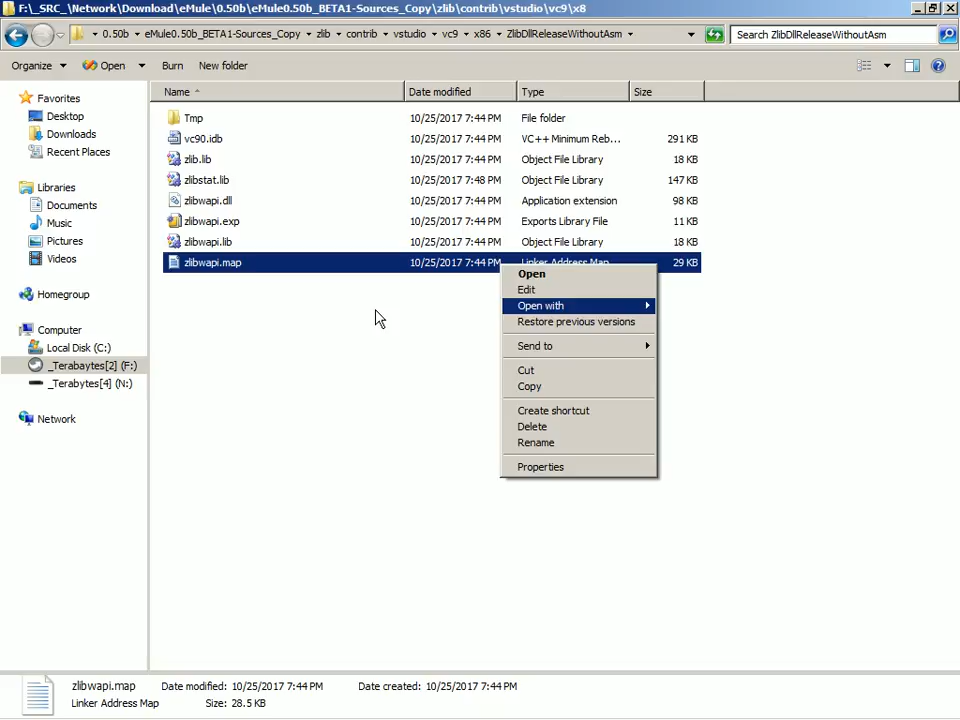 F:\_SRC_\Network\Download\eMule\0.50b\eMule0.50b_BETA1-Sources_Copy\zlib\contrib\vstudio\vc9\x8
0.50b eMule0.50b_BETA1-Sources_Copy zlib contrib vstudio vc9 x86 ZlibDllReleaseWithoutAsm
Search ZlibDllReleaseWithoutAsm
Organize Open Burn New folder
Name Date modified Type Size
Favorites
Desktop
Downloads
Recent Places
Libraries
Documents
Music
Pictures
Videos
Homegroup
Computer
Local Disk (C:)
_Terabaytes[2] (F:)
_Terabytes[4] (N:)
Network
Tmp 10/25/2017 7:44 PM File folder
vc90.idb 10/25/2017 7:44 PM VC++ Minimum Reb... 291 KB
zlib.lib 10/25/2017 7:44 PM Object File Library 18 KB
zlibstat.lib 10/25/2017 7:48 PM Object File Library 147 KB
zlibwapi.dll 10/25/2017 7:44 PM Application extension 98 KB
zlibwapi.exp 10/25/2017 7:44 PM Exports Library File 11 KB
zlibwapi.lib 10/25/2017 7:44 PM Object File Library 18 KB
zlibwapi.map 10/25/2017 7:44 PM Linker Address Map 29 KB
Open
Edit
Open with
Restore previous versions
Send to
Cut
Copy
Create shortcut
Delete
Rename
Properties
zlibwapi.map Date modified: 10/25/2017 7:44 PM Date created: 10/25/2017 7:44 PM
Linker Address Map Size: 28.5 KB